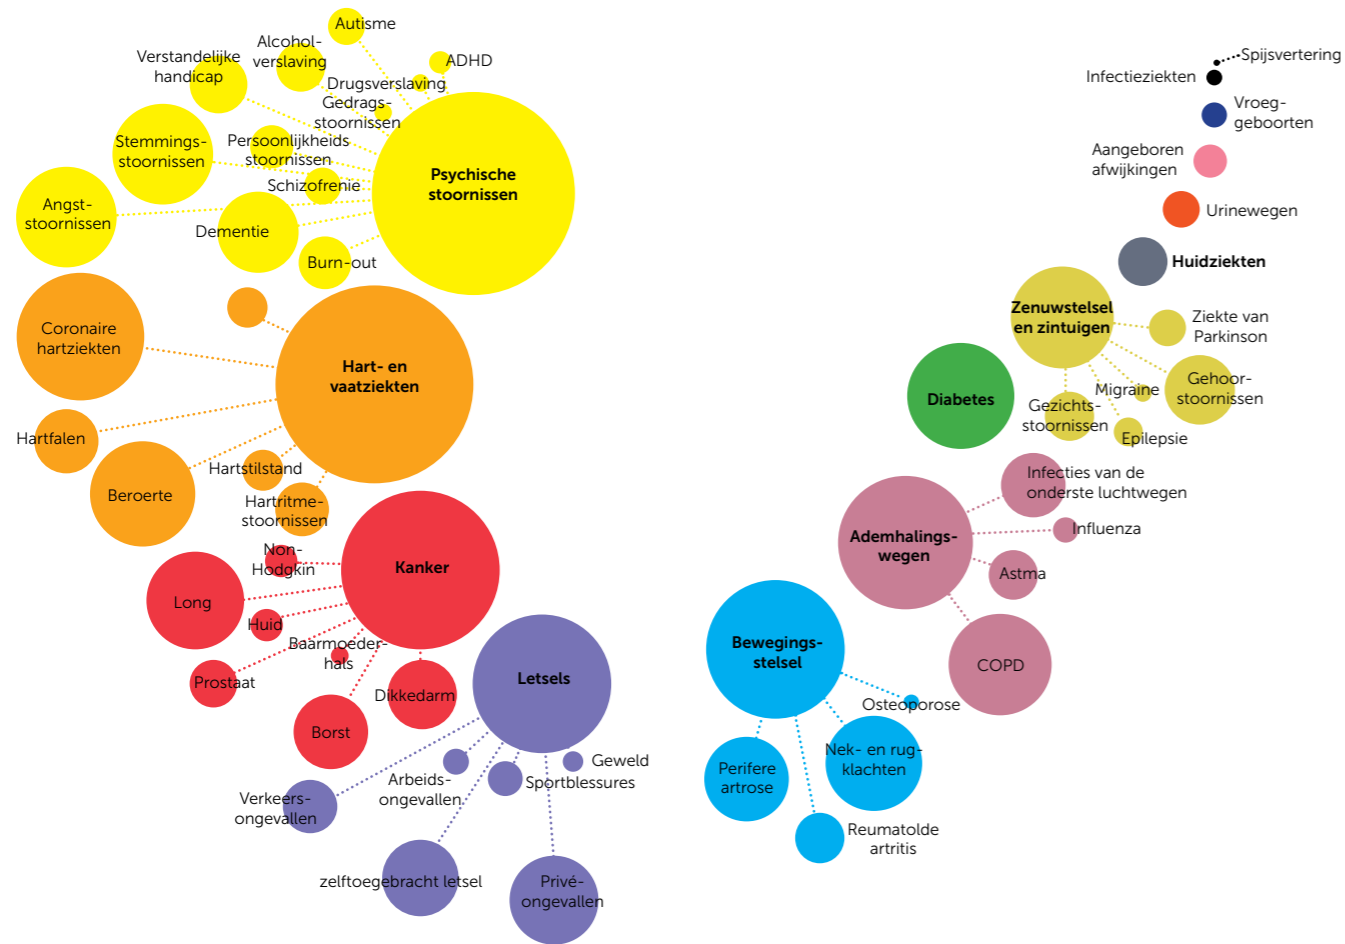 Autisme
Alcohol-
verslaving
ADHD
Verstandelijke
handicap
Drugsverslaving
Gedrags-
stoornissen
Stemmings-
stoornissen
Persoonlijkheids
stoornissen
Psychische
stoornissen
Schizofrenie
Angst-
stoornissen
Dementie
Burn-out
Coronaire
hartziekten
Hart- en
vaatziekten
Hartfalen
Hartstilstand
Beroerte
Hartritme-
stoornissen
Non-
Hodgkin
Kanker
Long
Huid
Baarmoeder-
hals
Prostaat
Dikkedarm
Borst
Letsels
Geweld
Arbeids-
ongevallen
Sportblessures
Verkeers-
ongevallen
zelftoegebracht letsel
Privé-
ongevallen
Spijsvertering
Infectieziekten
Vroeg-
geboorten
Aangeboren
afwijkingen
Urinewegen
Huidziekten
Zenuwstelsel
en zintuigen
Ziekte van
Parkinson
Diabetes
Migraine
Gehoor-
stoornissen
Gezichts-
stoornissen
Epilepsie
Infecties van de
onderste luchtwegen
Ademhalings-
wegen
Influenza
Astma
COPD
Bewegings-
stelsel
Osteoporose
Nek- en rug-
klachten
Perifere
artrose
Reumatolde
artritis